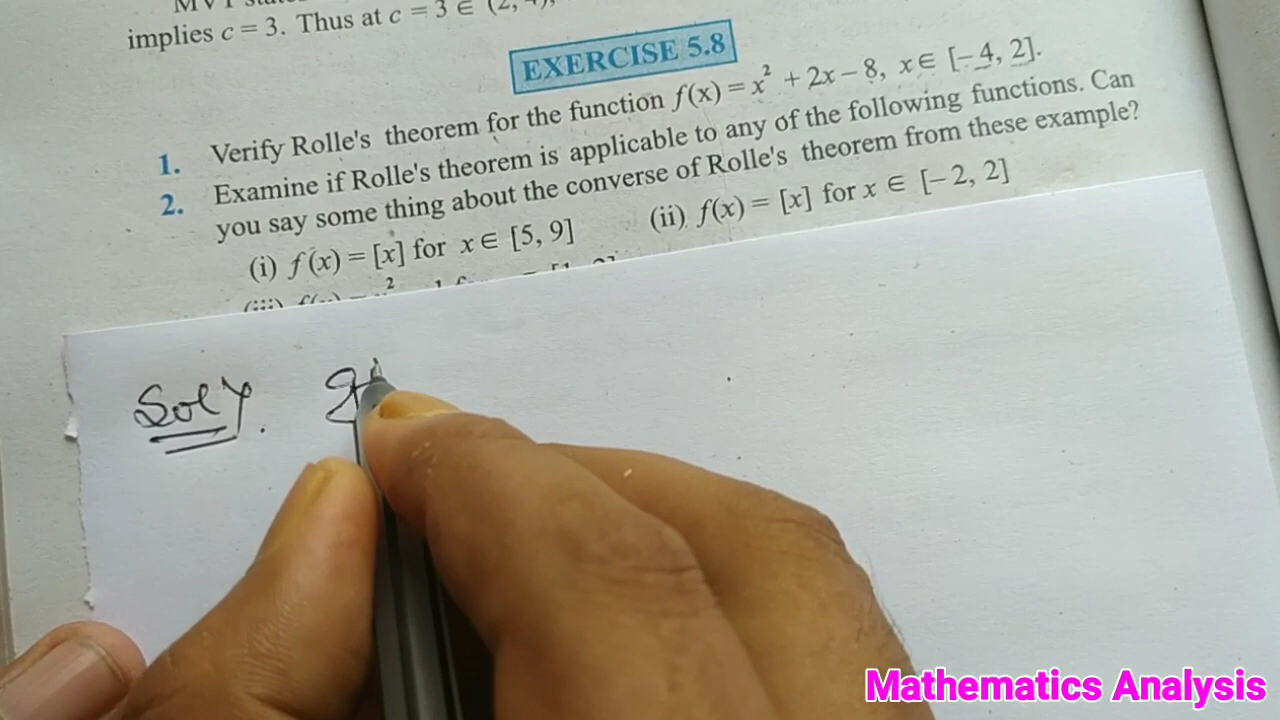 implies c = 3. Thus at c = 3 ∈ (2, 4),
EXERCISE 5.8
1. Verify Rolle's theorem for the function f(x) = x² + 2x – 8, x ∈ [– 4, 2].
2. Examine if Rolle's theorem is applicable to any of the following functions. Can
you say some thing about the converse of Rolle's theorem from these example?
(i) f(x) = [x] for x ∈ [5, 9] (ii) f(x) = [x] for x ∈ [– 2, 2]
Solⁿ.
Mathematics Analysis